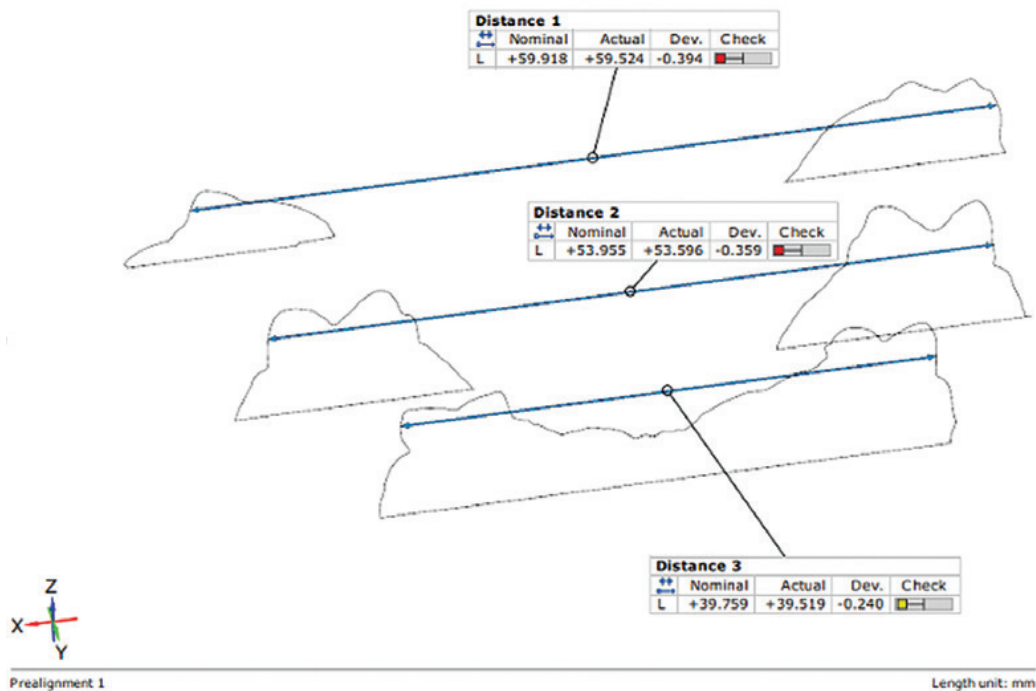 Distance 1
Nominal Actual Dev. Check
L +59.918 +59.524 -0.394
Distance 2
Nominal Actual Dev. Check
L +53.955 +53.596 -0.359
Distance 3
Nominal Actual Dev. Check
L +39.759 +39.519 -0.240
Z
X
Y
Prealignment 1
Length unit: mm